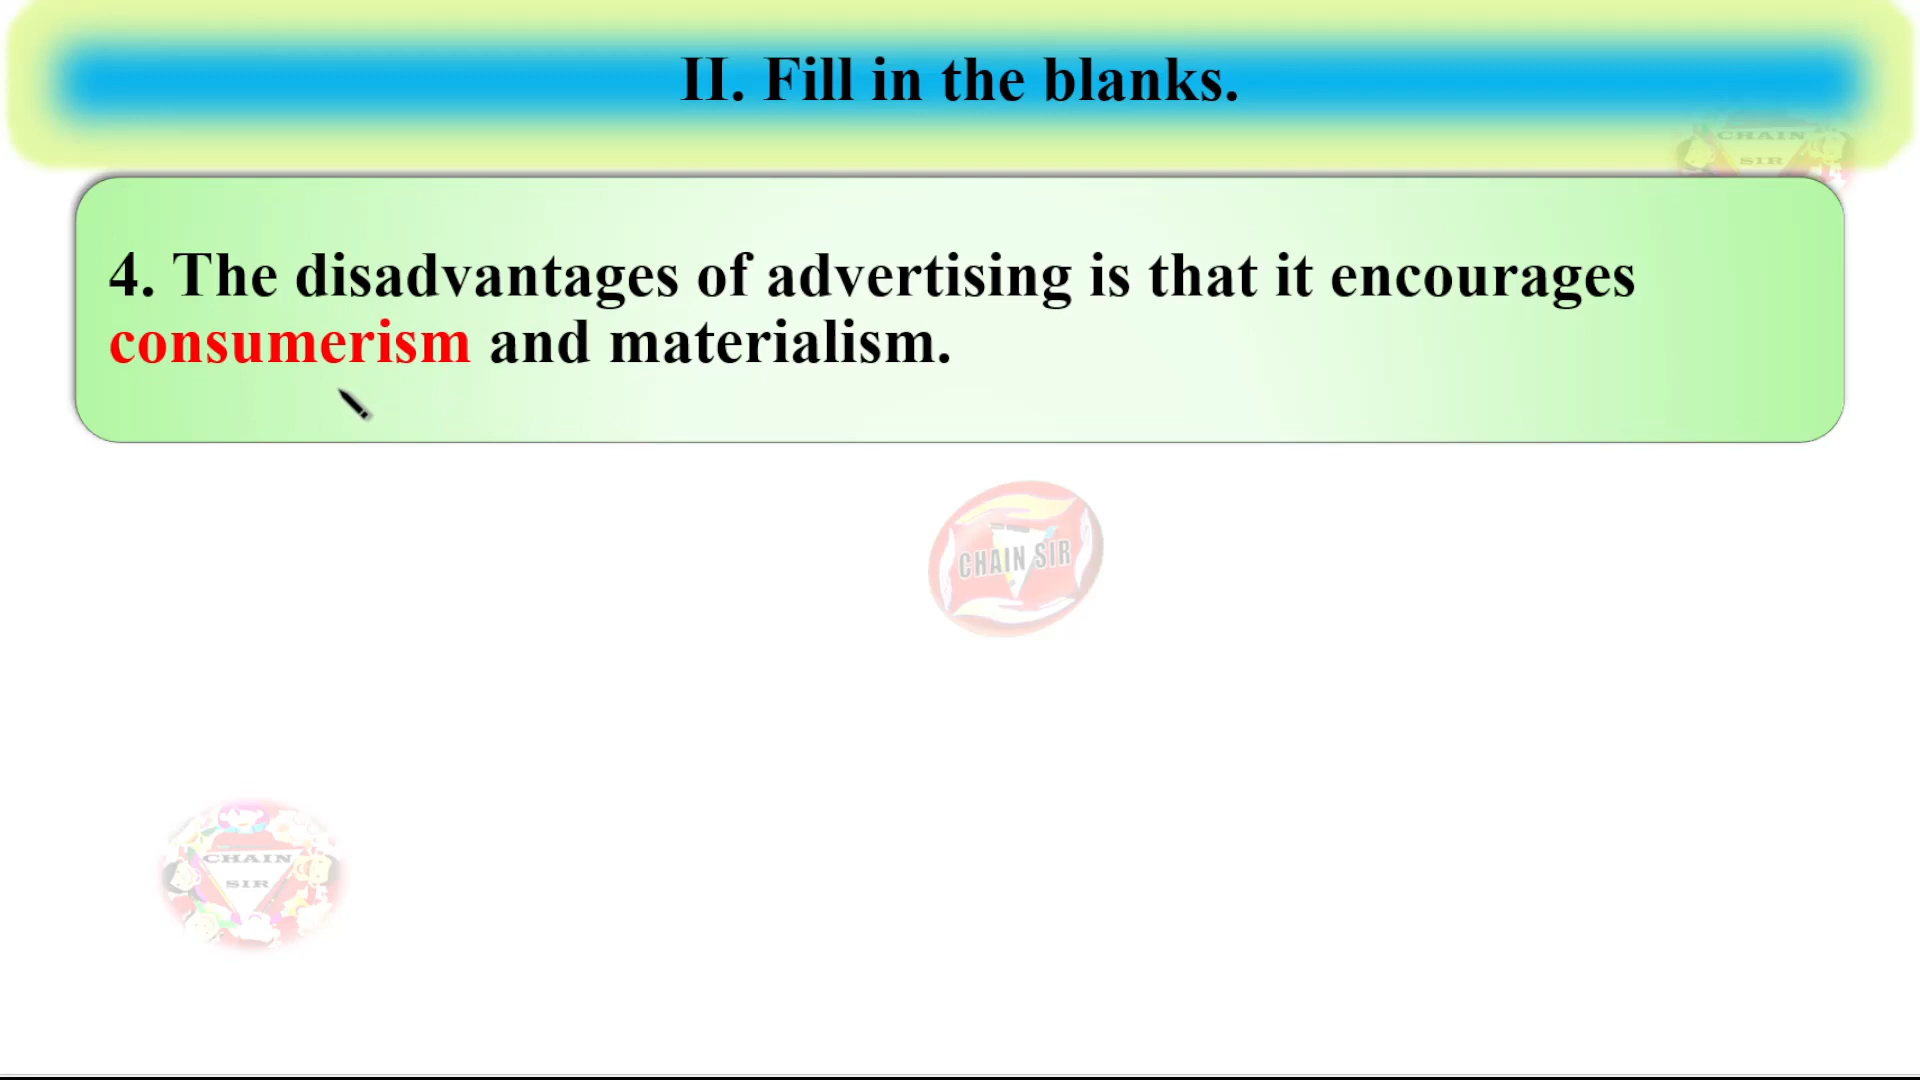 II. Fill in the blanks.
CHAIN
SIR
4. The disadvantages of advertising is that it encourages
consumerism and materialism.
CHAIN SIR
CHAIN
SIR